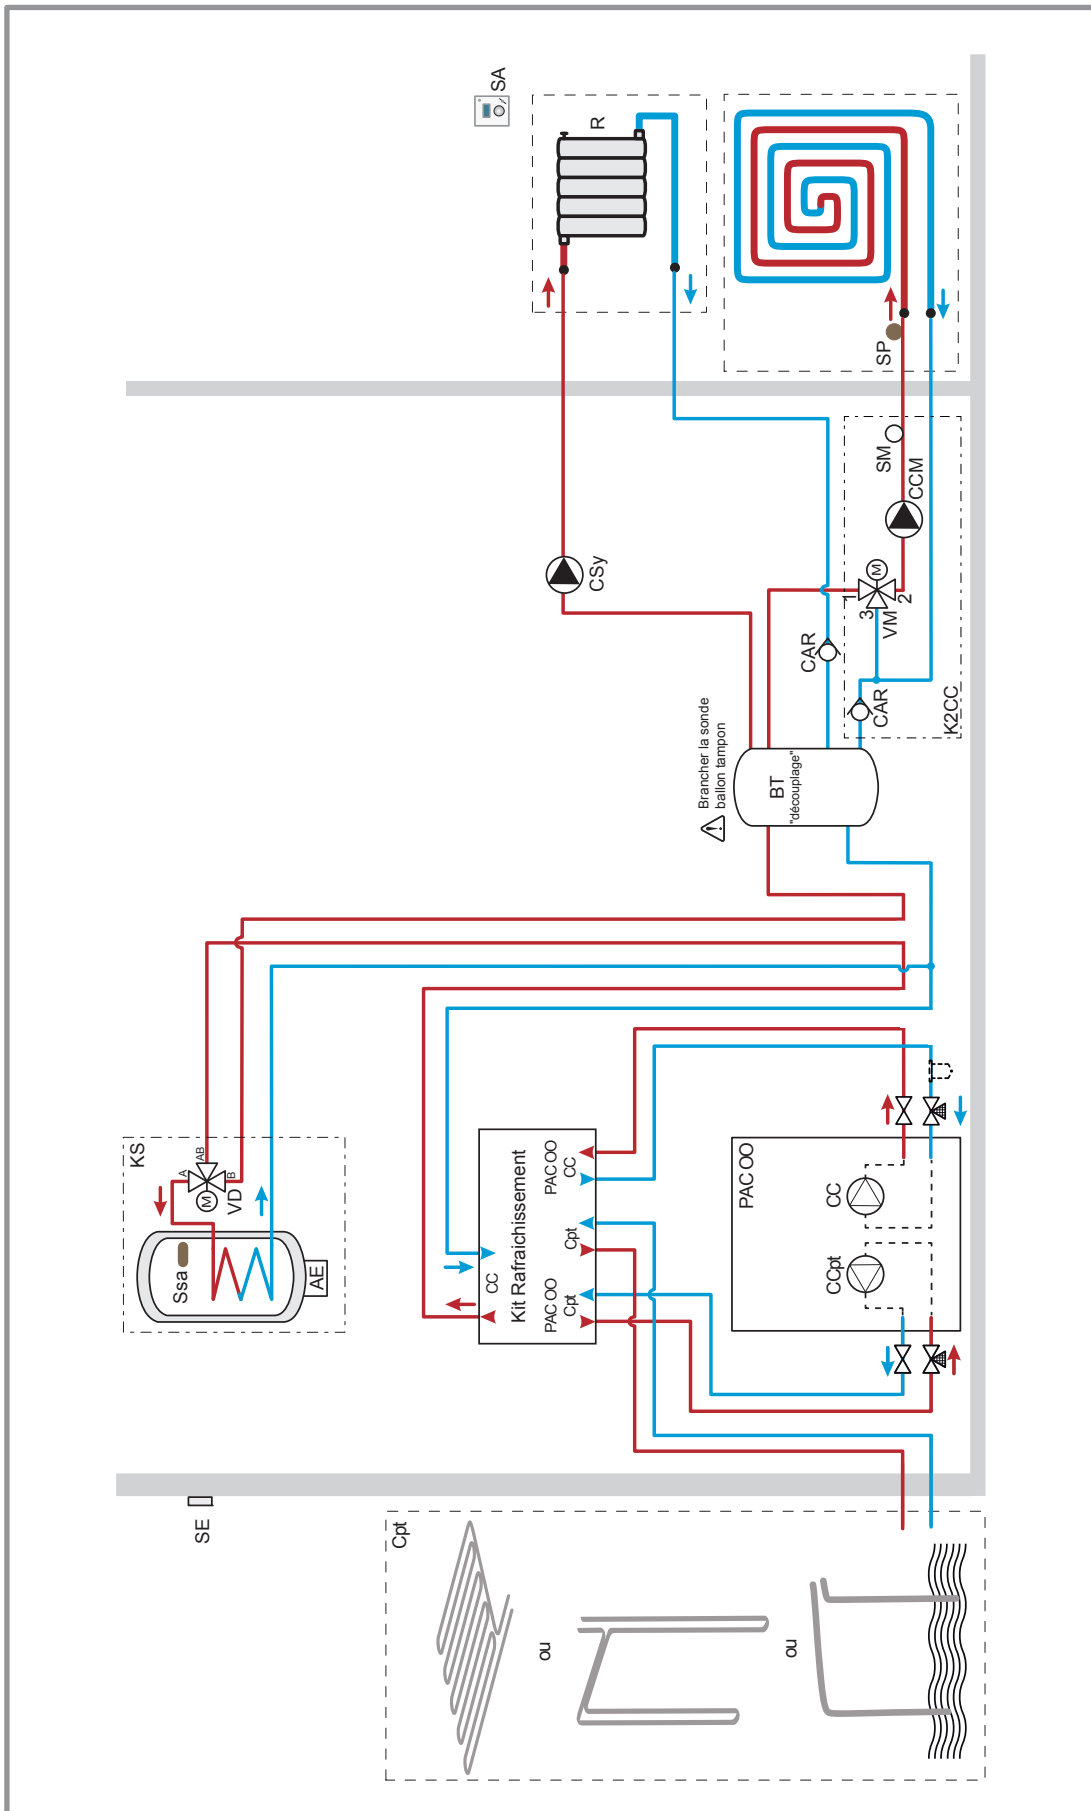 SE
Cpt
ou
ou
KS
A
AB
B
M
VD
Ssa
AE
Kit Rafraichissement
CC
PAC OO
CC
Cpt
PAC OO
Cpt
PAC OO
CC
CCpt
Brancher la sonde
ballon tampon
BT
"découplage"
CAR
CAR
K2CC
VM
M
1
2
3
CCM
SM
CSy
SP
R
SA